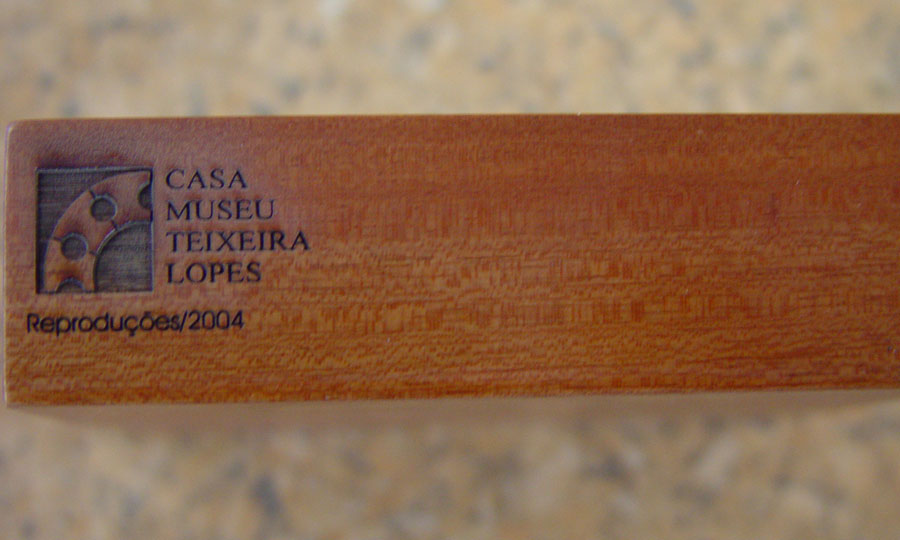 CASA
MUSEU
TEIXEIRA
LOPES
Reproduções/2004